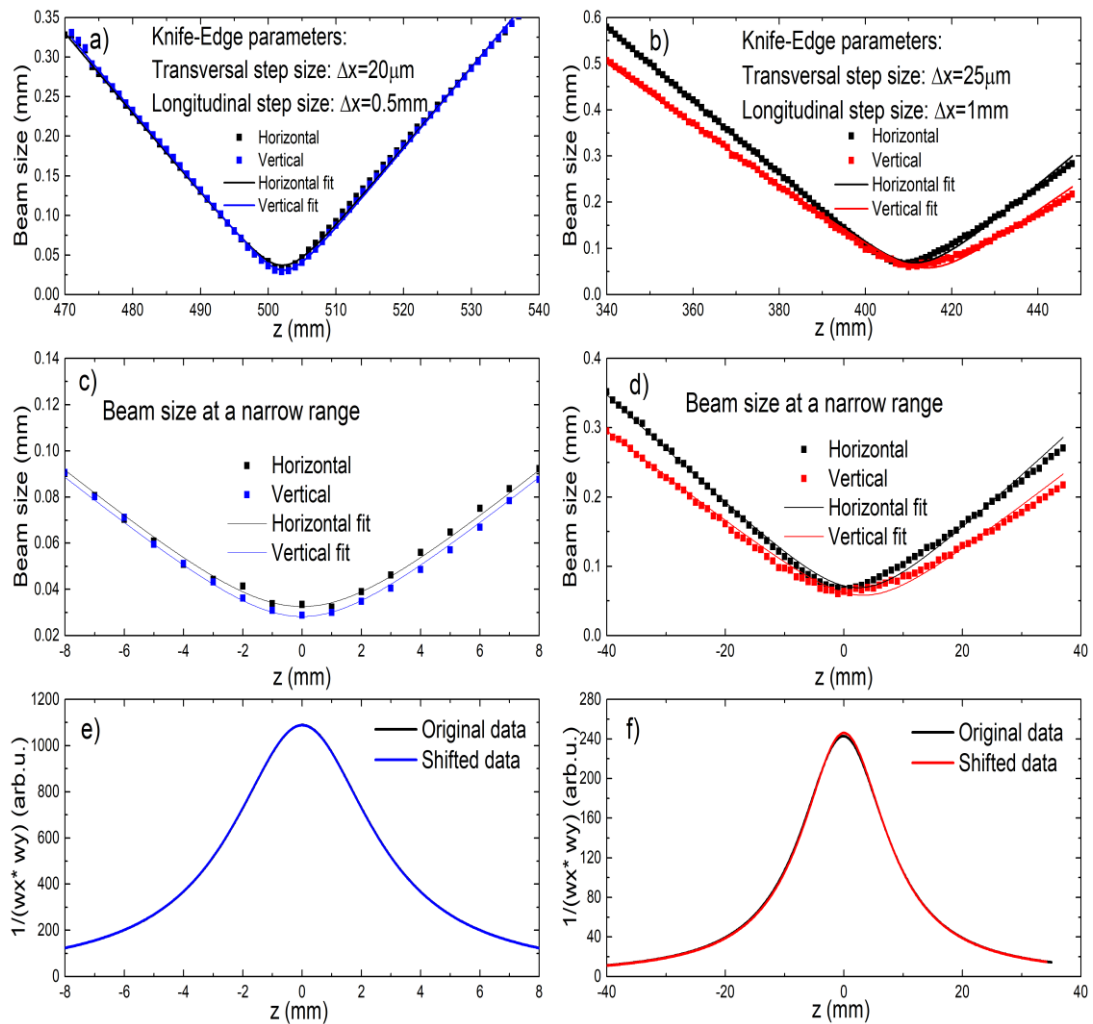 a)
Knife-Edge parameters:
Transversal step size: Δx=20μm
Longitudinal step size: Δx=0.5mm
Horizontal
Vertical
Horizontal fit
Vertical fit
Beam size (mm)
0.35
0.30
0.25
0.20
0.15
0.10
0.05
0.00
470 480 490 500 510 520 530 540
z (mm)
b)
Knife-Edge parameters:
Transversal step size: Δx=25μm
Longitudinal step size: Δx=1mm
Horizontal
Vertical
Horizontal fit
Vertical fit
Beam size (mm)
0.6
0.5
0.4
0.3
0.2
0.1
0.0
340 360 380 400 420 440
z (mm)
c)
Beam size at a narrow range
Horizontal
Vertical
Horizontal fit
Vertical fit
Beam size (mm)
0.14
0.12
0.10
0.08
0.06
0.04
0.02
-8 -6 -4 -2 0 2 4 6 8
z (mm)
d)
Beam size at a narrow range
Horizontal
Vertical
Horizontal fit
Vertical fit
Beam size (mm)
0.4
0.3
0.2
0.1
0.0
-40 -20 0 20 40
z (mm)
e)
Original data
Shifted data
1/(wx* wy) (arb.u.)
1200
1000
800
600
400
200
0
-8 -6 -4 -2 0 2 4 6 8
z (mm)
f)
Original data
Shifted data
1/(wx* wy) (arb.u.)
280
240
200
160
120
80
40
0
-40 -20 0 20 40
z (mm)